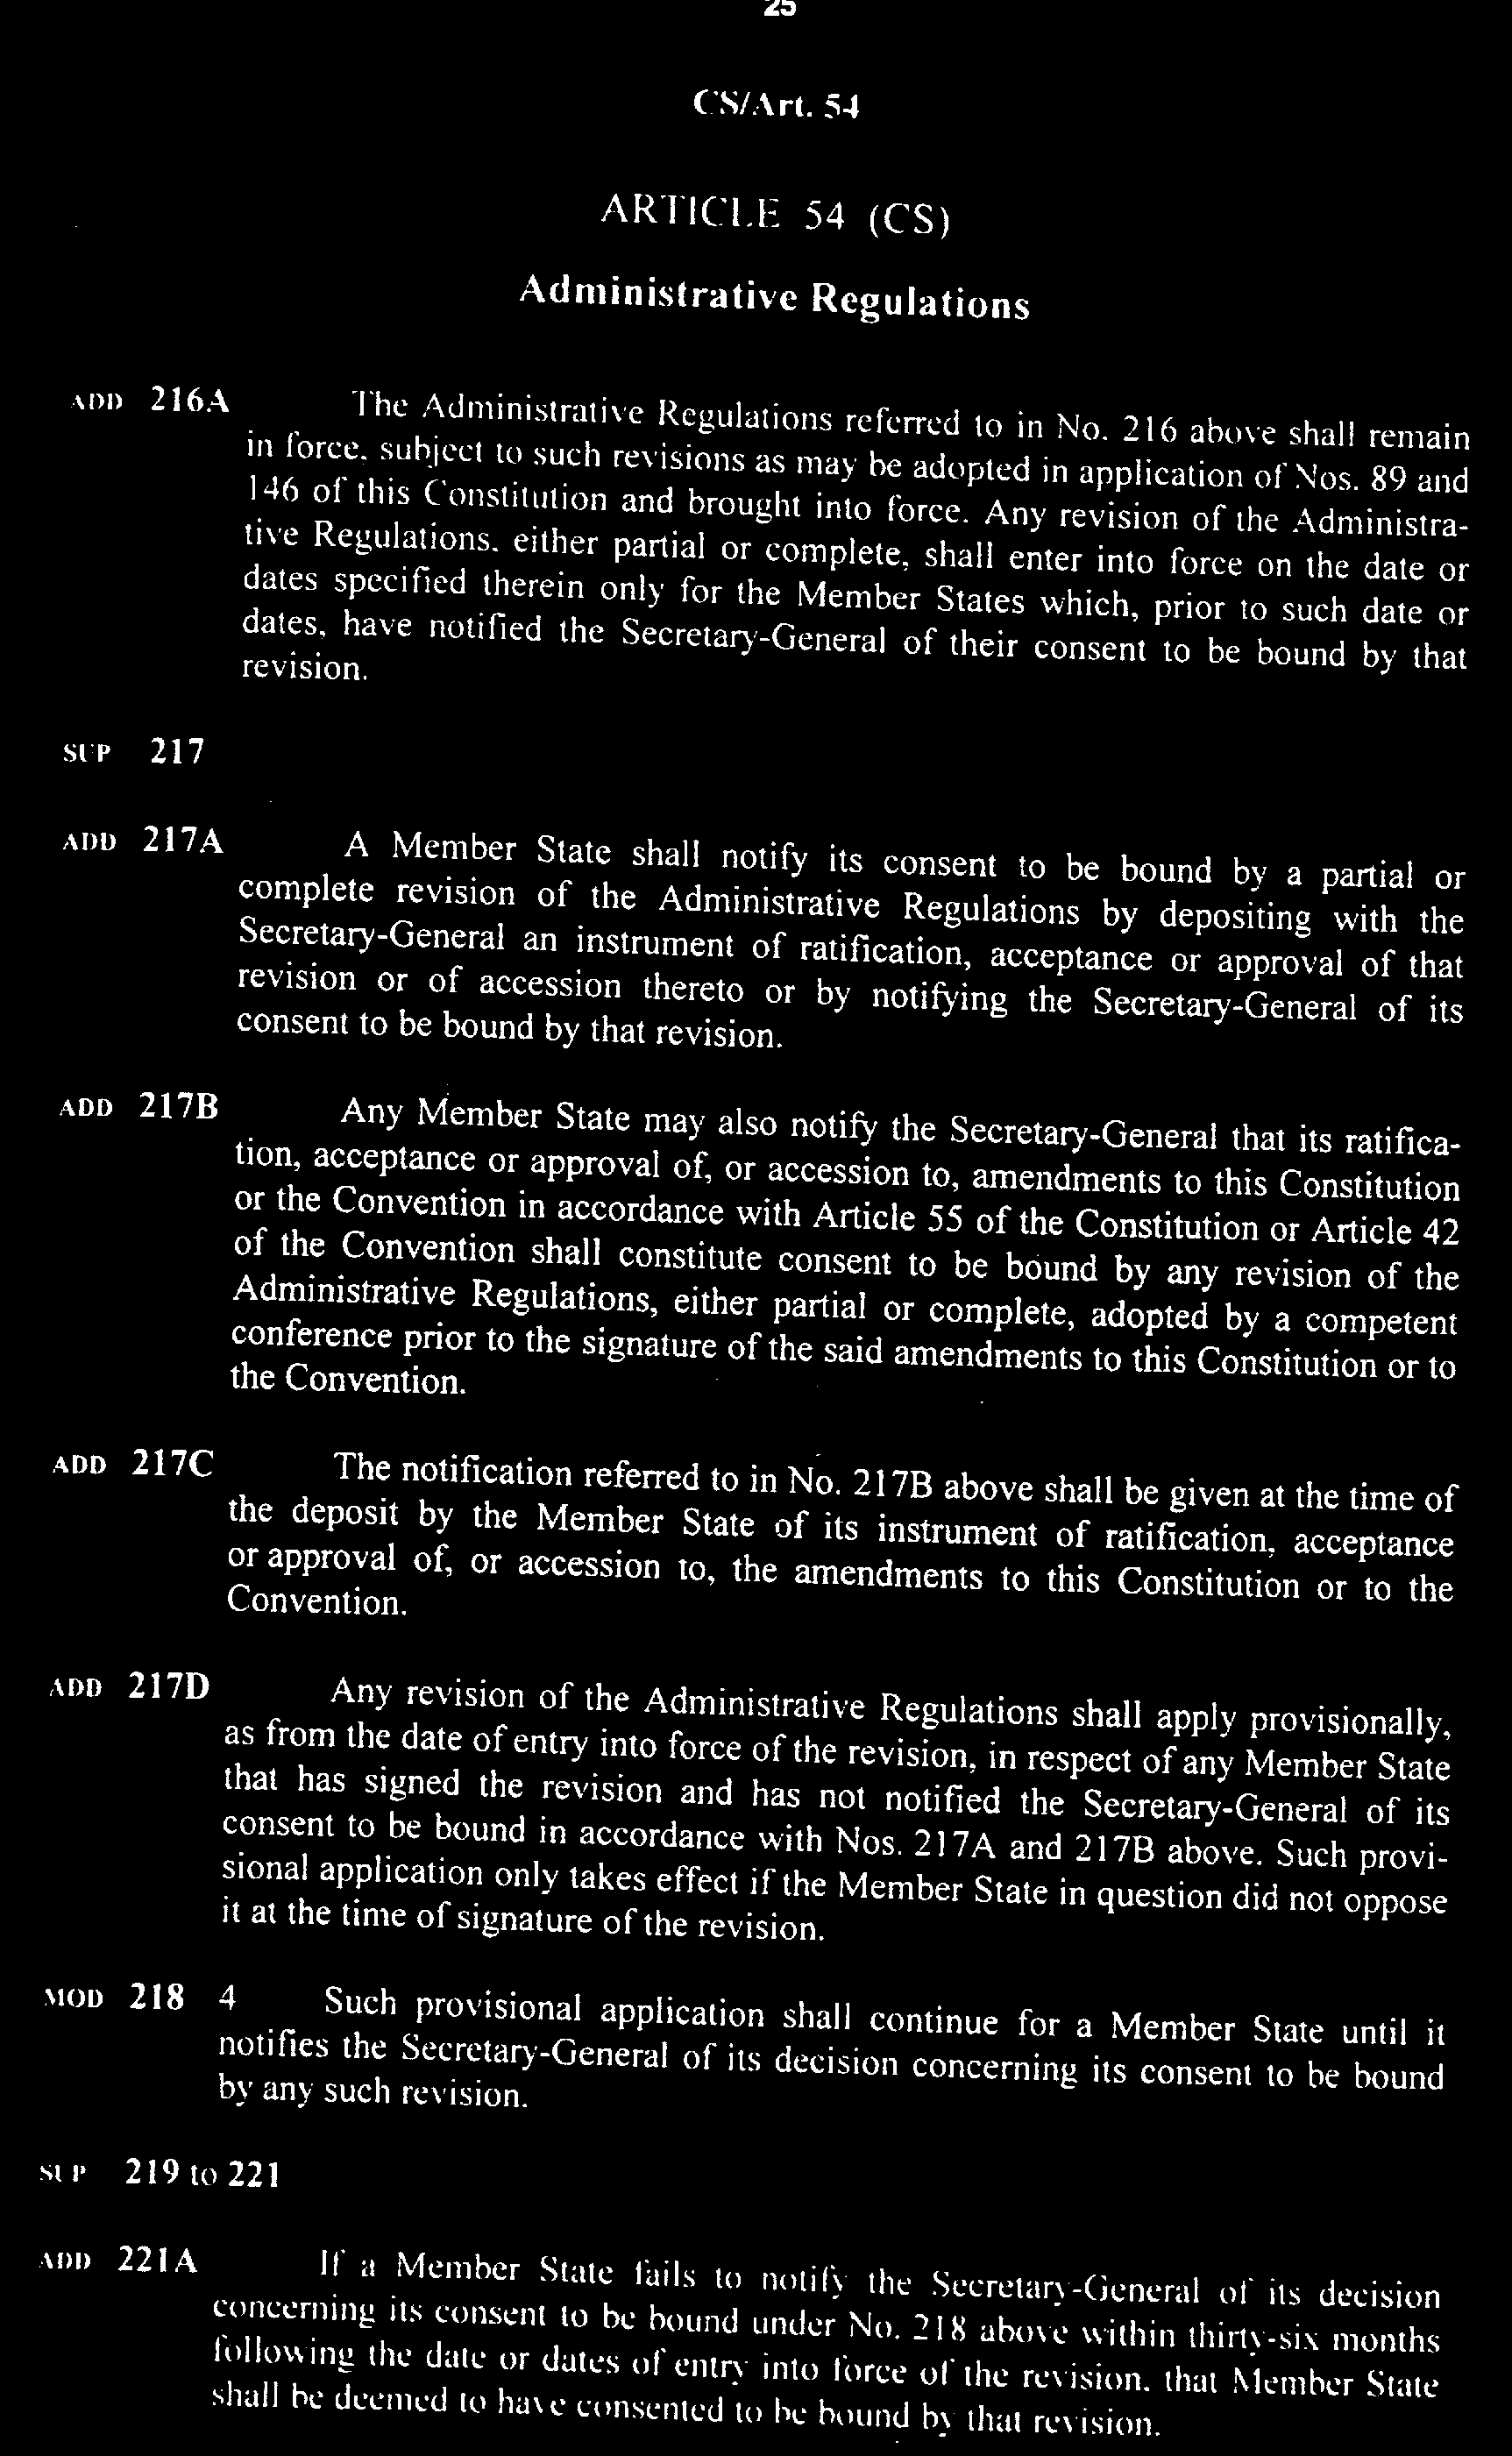 25
CS/Art. 54
ARTICLE 54 (CS)
Administrative Regulations
ADD 216A The Administrative Regulations referred to in No. 216 above shall remain
in force, subject to such revisions as may be adopted in application of Nos. 89 and
146 of this Constitution and brought into force. Any revision of the Administra-
tive Regulations, either partial or complete, shall enter into force on the date or
dates specified therein only for the Member States which, prior to such date or
dates, have notified the Secretary-General of their consent to be bound by that
revision.
SUP 217
ADD 217A A Member State shall notify its consent to be bound by a partial or
complete revision of the Administrative Regulations by depositing with the
Secretary-General an instrument of ratification, acceptance or approval of that
revision or of accession thereto or by notifying the Secretary-General of its
consent to be bound by that revision.
ADD 217B Any Member State may also notify the Secretary-General that its ratifica-
tion, acceptance or approval of, or accession to, amendments to this Constitution
or the Convention in accordance with Article 55 of the Constitution or Article 42
of the Convention shall constitute consent to be bound by any revision of the
Administrative Regulations, either partial or complete, adopted by a competent
conference prior to the signature of the said amendments to this Constitution or to
the Convention.
ADD 217C The notification referred to in No. 217B above shall be given at the time of
the deposit by the Member State of its instrument of ratification, acceptance
or approval of, or accession to, the amendments to this Constitution or to the
Convention.
ADD 217D Any revision of the Administrative Regulations shall apply provisionally,
as from the date of entry into force of the revision, in respect of any Member State
that has signed the revision and has not notified the Secretary-General of its
consent to be bound in accordance with Nos. 217A and 217B above. Such provi-
sional application only takes effect if the Member State in question did not oppose
it at the time of signature of the revision.
MOD 218 4 Such provisional application shall continue for a Member State until it
notifies the Secretary-General of its decision concerning its consent to be bound
by any such revision.
SUP 219 to 221
ADD 221A If a Member State fails to notify the Secretary-General of its decision
concerning its consent to be bound under No. 218 above within thirty-six months
following the date or dates of entry into force of the revision, that Member State
shall be deemed to have consented to be bound by that revision.